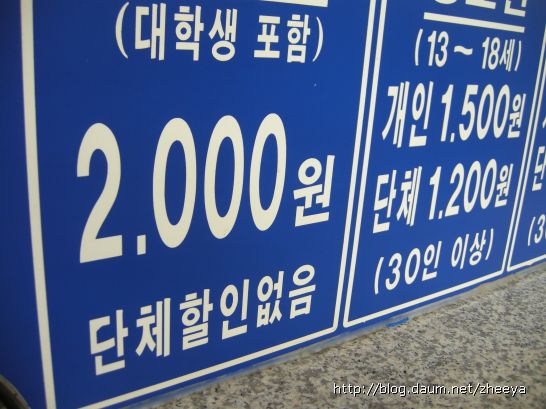 (대학생 포함)
2.000원
단체할인없음
(13~18세)
개인 1.500원
단체 1.200원
(30인 이상)
http://blog.daum.net/zheeya